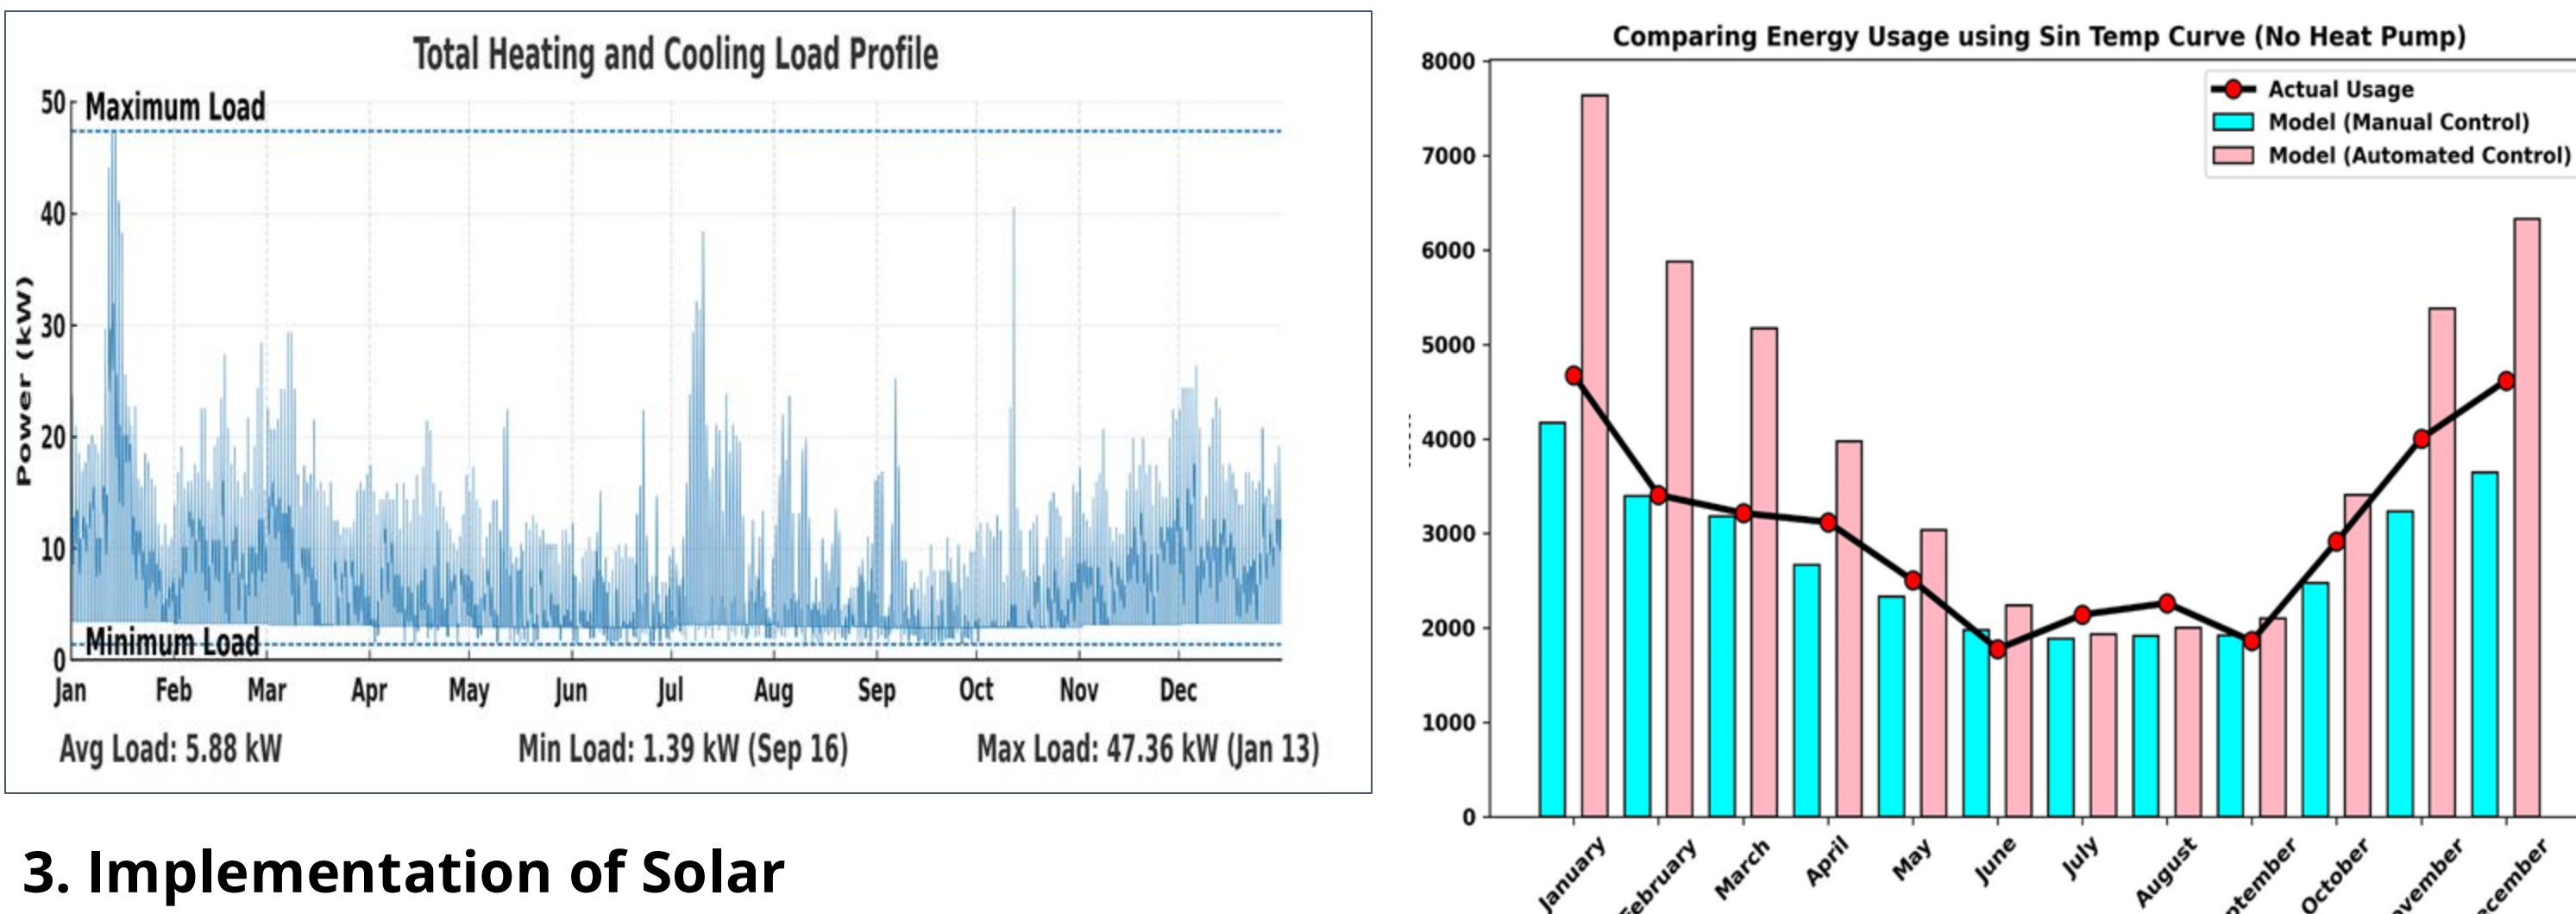 Total Heating and Cooling Load Profile
Maximum Load
50
40
30
20
10
0
Power (kW)
Minimum Load
Jan Feb Mar Apr May Jun Jul Aug Sep Oct Nov Dec
Avg Load: 5.88 kW Min Load: 1.39 kW (Sep 16) Max Load: 47.36 kW (Jan 13)
Comparing Energy Usage using Sin Temp Curve (No Heat Pump)
Actual Usage
Model (Manual Control)
Model (Automated Control)
8000
7000
6000
5000
4000
3000
2000
1000
0
January February March April May June July August ptember October ovember ecember
3. Implementation of Solar